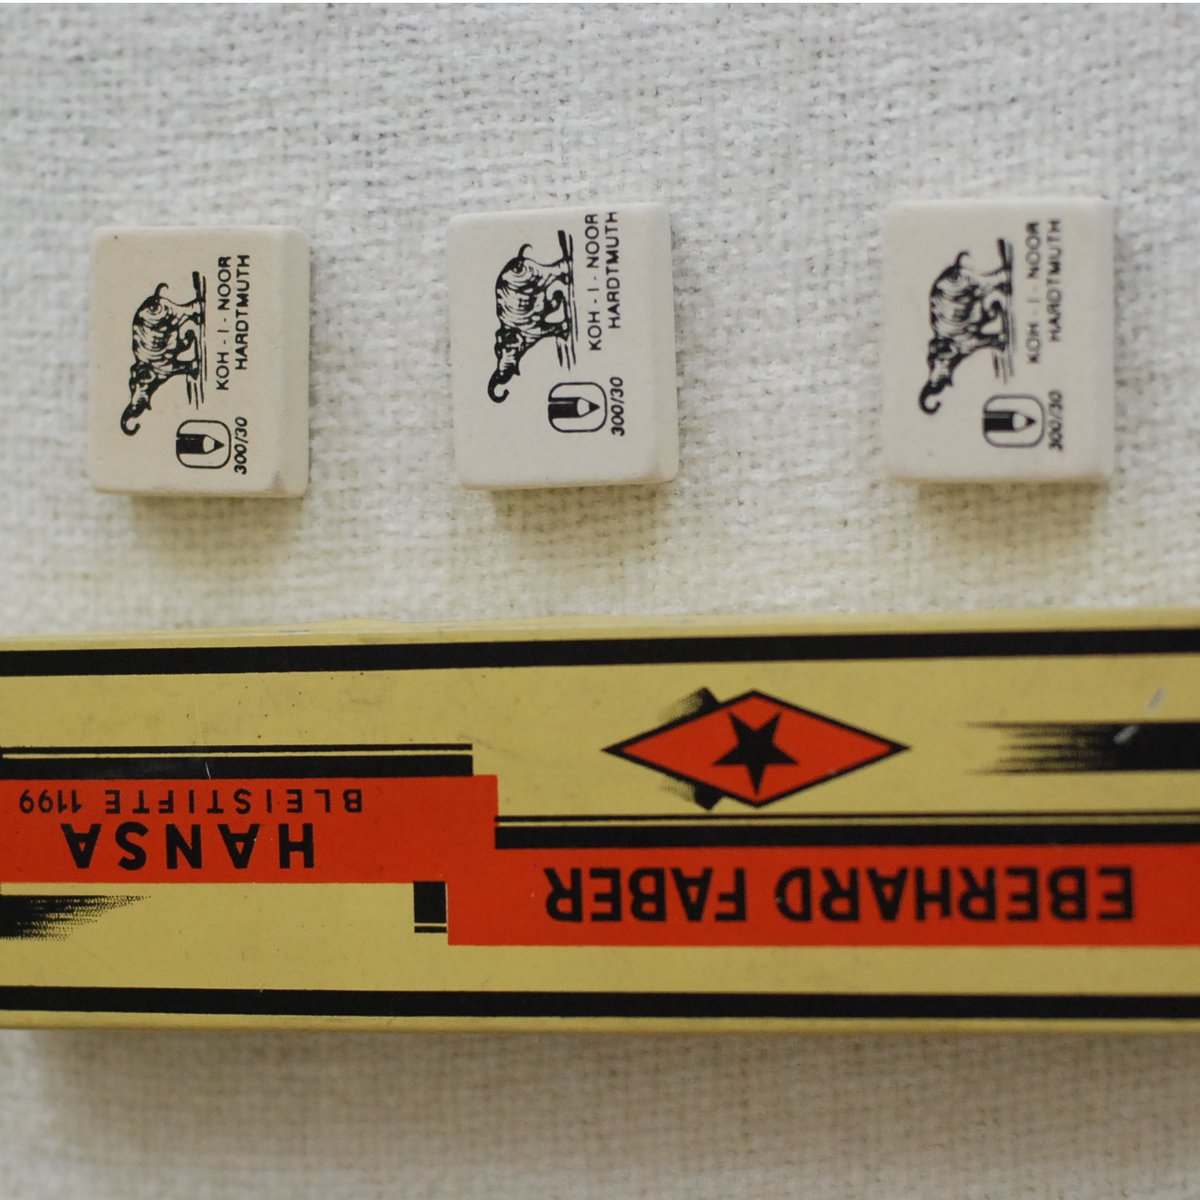 KOH-I-NOOR
HARDTMUTH
300/30
KOH-I-NOOR
HARDTMUTH
300/30
KOH-I-NOOR
HARDTMUTH
300/30
EBERHARD FABER
HANSA
BLEISTIFTE 1199